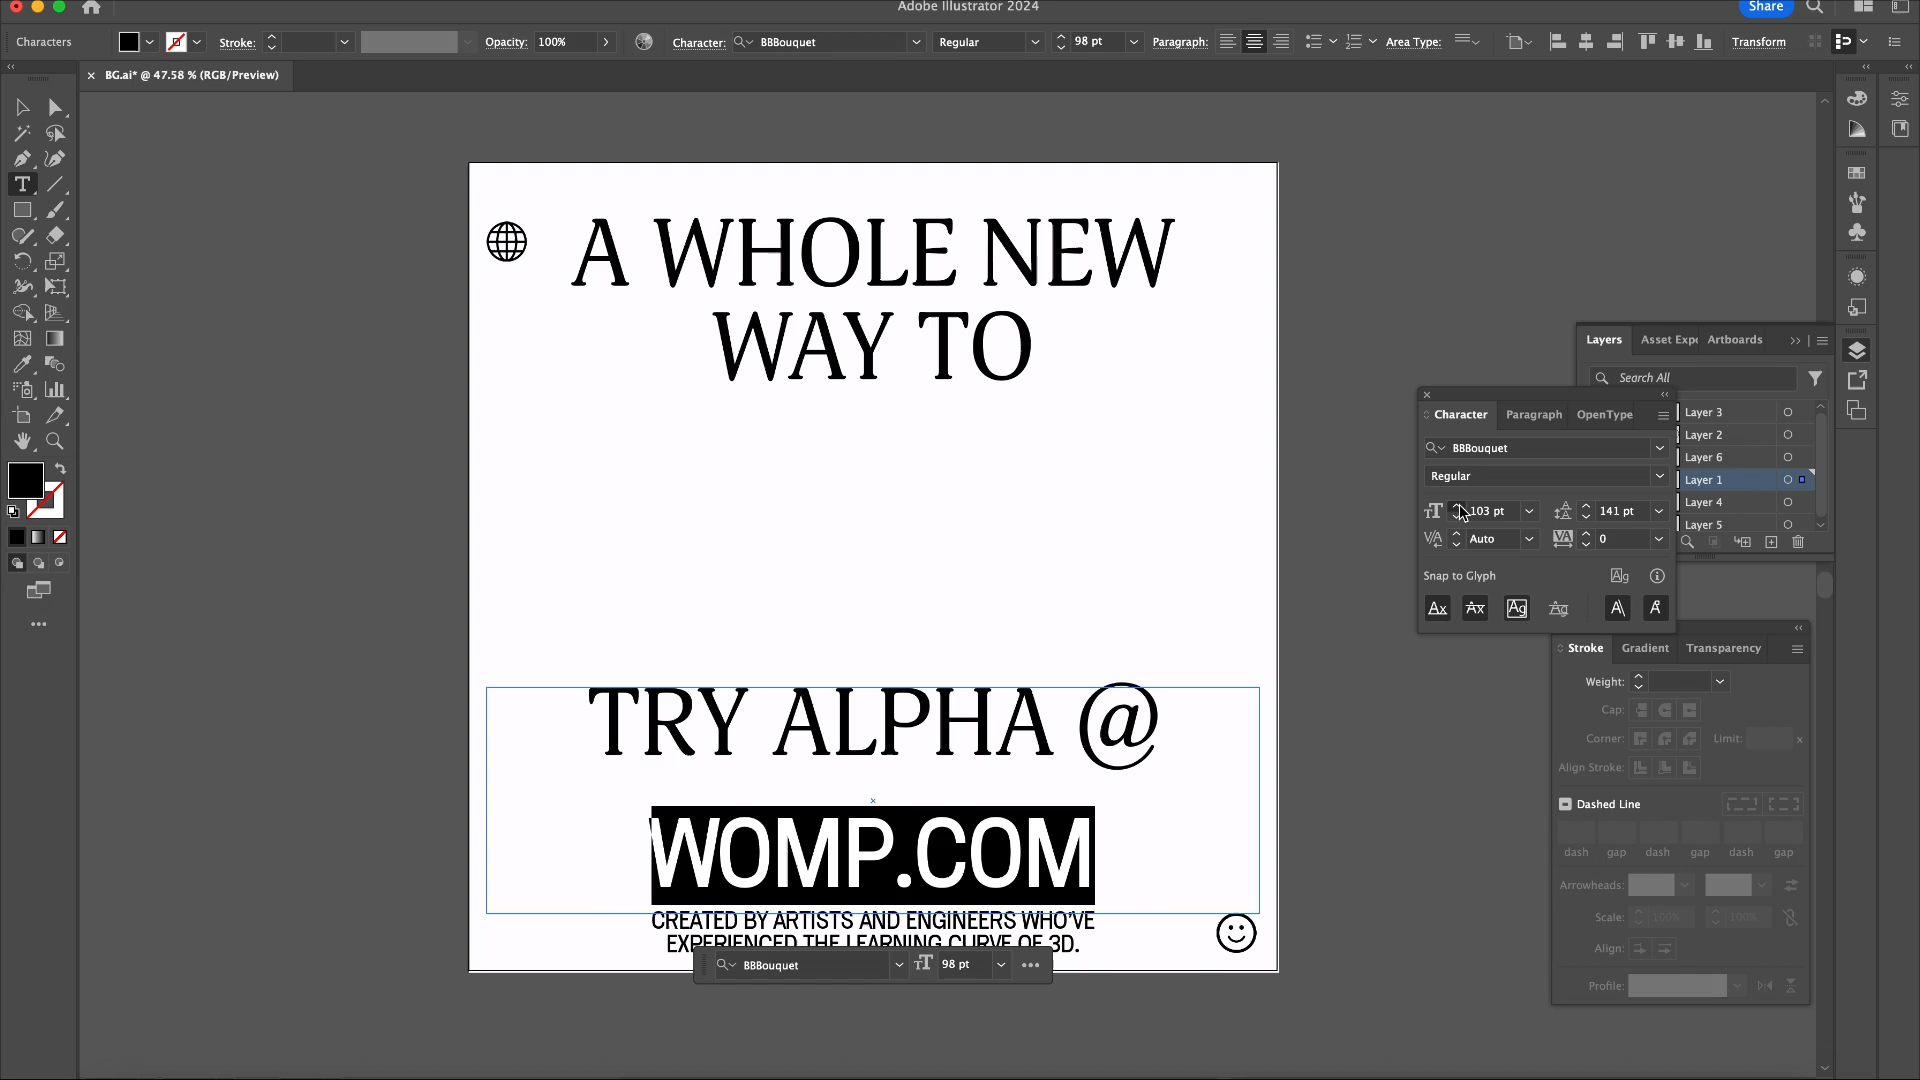 Adobe Illustrator 2024
Share
Characters
Stroke:
Opacity: 100%
Character: BBBouquet
Regular
98 pt
Paragraph:
Area Type:
Transform
BG.ai* @ 47.58 % (RGB/Preview)
A WHOLE NEW
WAY TO
TRY ALPHA @
WOMP.COM
CREATED BY ARTISTS AND ENGINEERS WHO'VE
EXPERIENCED THE LEARNING CURVE OF 3D.
BBBouquet
98 pt
Layers
Asset Expo
Artboards
Search All
Layer 3
Layer 2
Layer 6
Layer 1
Layer 4
Layer 5
Character
Paragraph
OpenType
BBBouquet
Regular
103 pt
141 pt
Auto
0
Snap to Glyph
Stroke
Gradient
Transparency
Weight:
Cap:
Corner:
Limit:
x
Align Stroke:
Dashed Line
dash gap dash gap dash gap
Arrowheads:
Scale: 100% 100%
Align:
Profile: